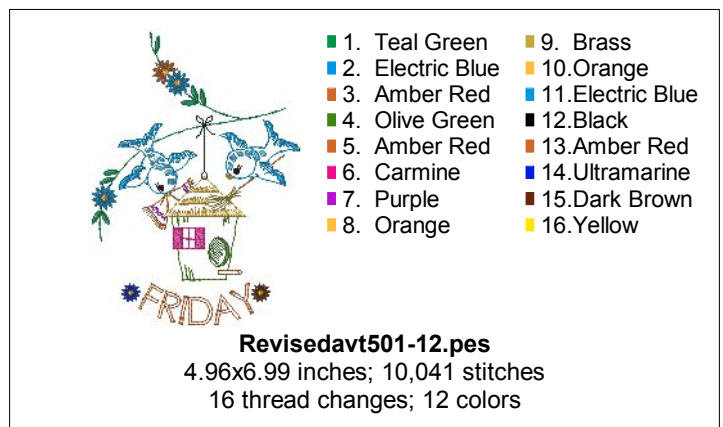 1. Teal Green
2. Electric Blue
3. Amber Red
4. Olive Green
5. Amber Red
6. Carmine
7. Purple
8. Orange
9. Brass
10.Orange
11.Electric Blue
12.Black
13.Amber Red
14.Ultramarine
15.Dark Brown
16.Yellow
FRIDAY
Revisedavt501-12.pes
4.96x6.99 inches; 10,041 stitches
16 thread changes; 12 colors